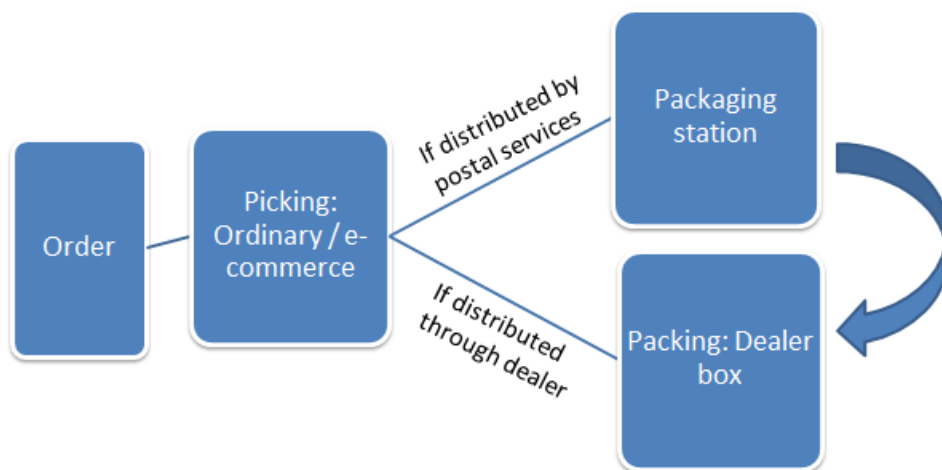 Order
Picking:
Ordinary / e-
commerce
If distributed by
postal services
If distributed
through dealer
Packaging
station
Packing: Dealer
box